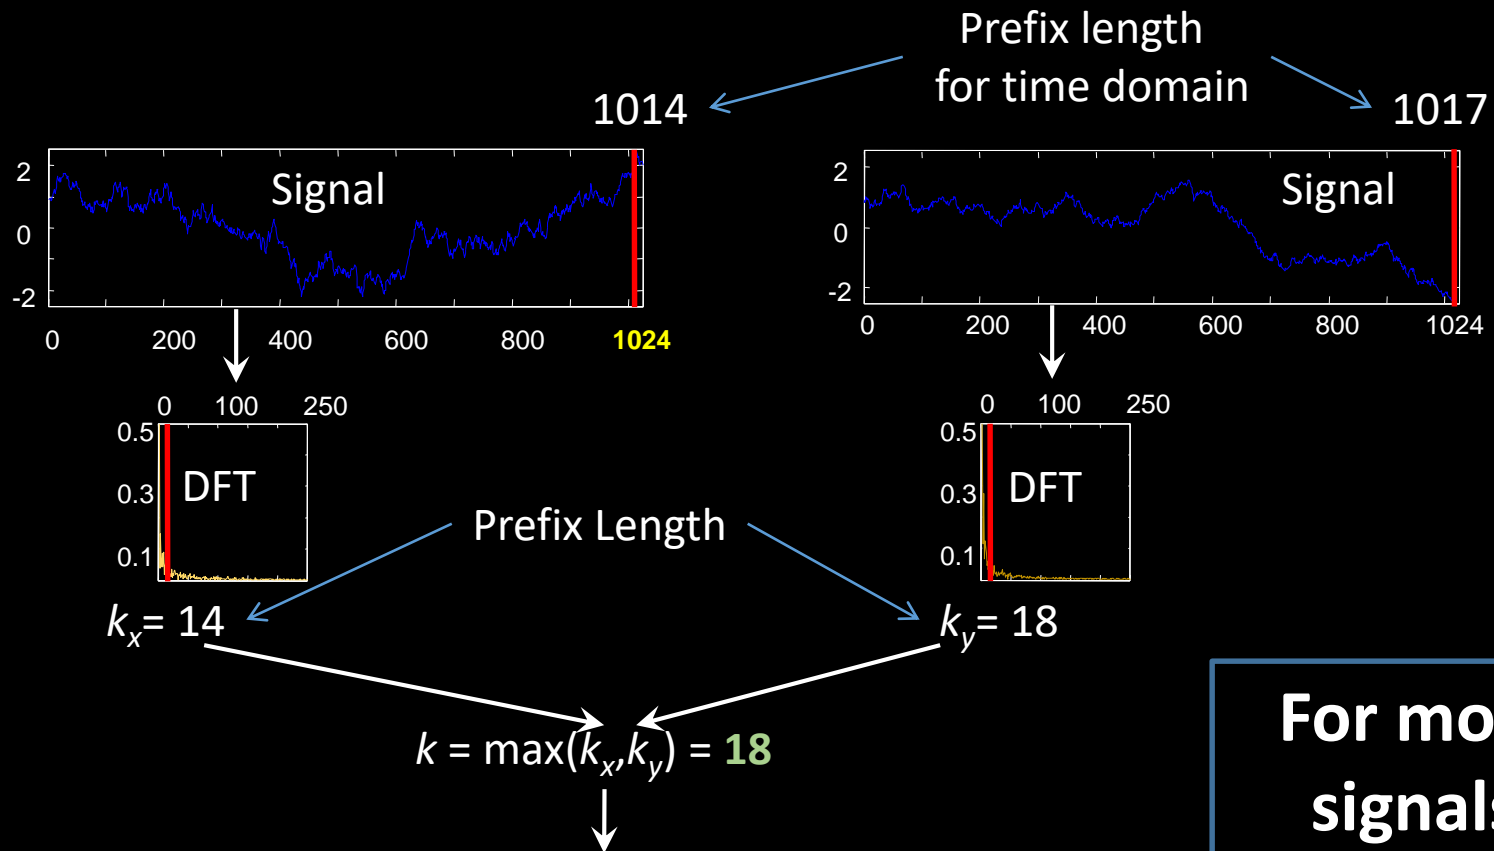 Prefix length
for time domain
1014
1017
2
0
-2
Signal
0 200 400 600 800 1024
2
0
-2
Signal
0 200 400 600 800 1024
0 100 250
0.5
0.3
0.1
DFT
0 100 250
0.5
0.3
0.1
DFT
Prefix Length
kₓ= 14
k_y= 18
k = max(kₓ,k_y) = 18
For mo
signals